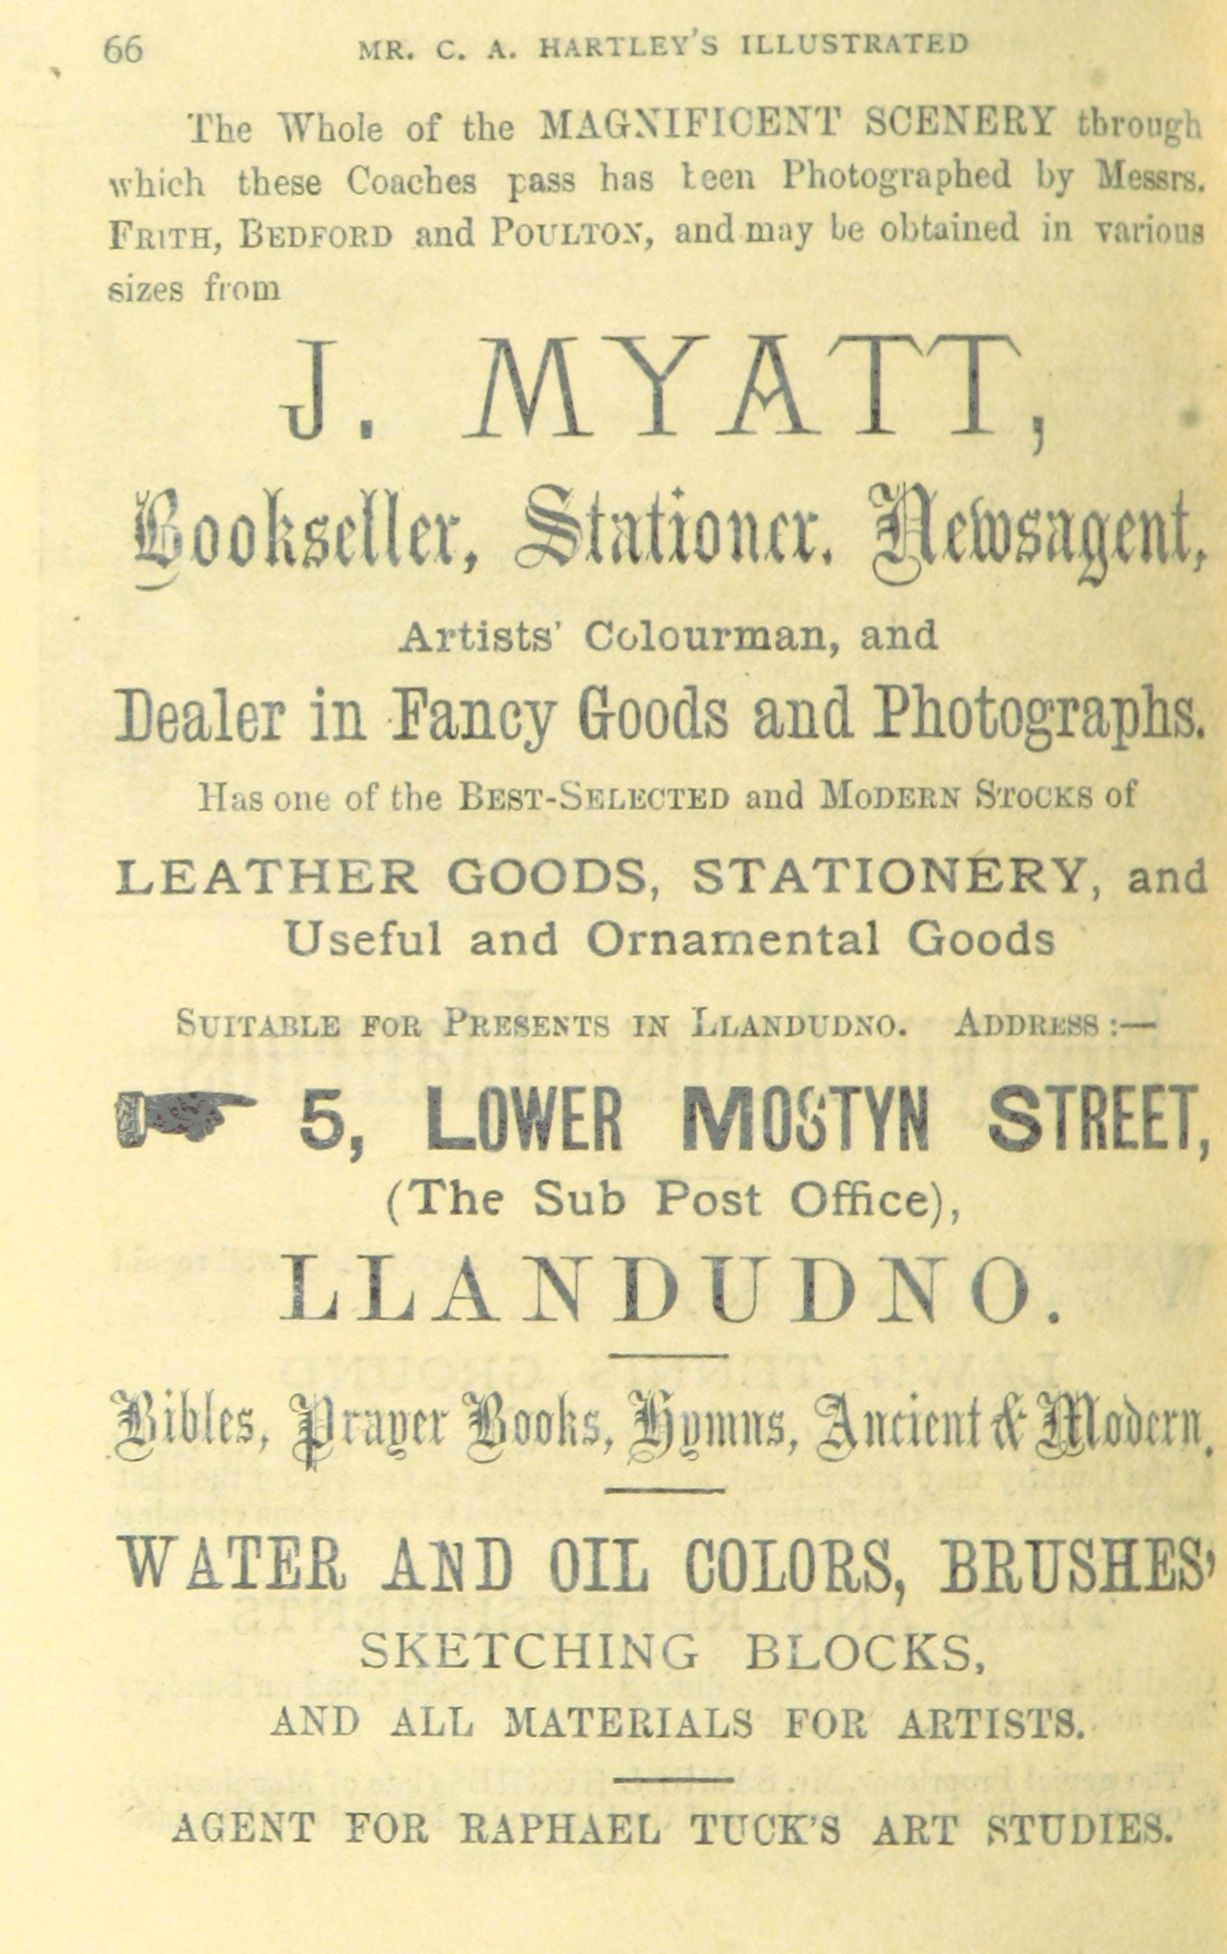 66 MR. C. A. HARTLEY'S ILLUSTRATED
The Whole of the MAGNIFICENT SCENERY through
which these Coaches pass has been Photographed by Messrs.
FRITH, BEDFORD and POULTON, and may be obtained in various
sizes from
J. MYATT,
Bookseller, Stationer, Newsagent,
Artists' Colourman, and
Dealer in Fancy Goods and Photographs.
Has one of the BEST-SELECTED and MODERN STOCKS of
LEATHER GOODS, STATIONERY, and
Useful and Ornamental Goods
SUITABLE FOR PRESENTS IN LLANDUDNO. ADDRESS :—
5, LOWER MOSTYN STREET,
(The Sub Post Office),
LLANDUDNO.
Bibles, Prayer Books, Hymns, Ancient & Modern.
WATER AND OIL COLORS, BRUSHES,
SKETCHING BLOCKS,
AND ALL MATERIALS FOR ARTISTS.
AGENT FOR RAPHAEL TUCK'S ART STUDIES.